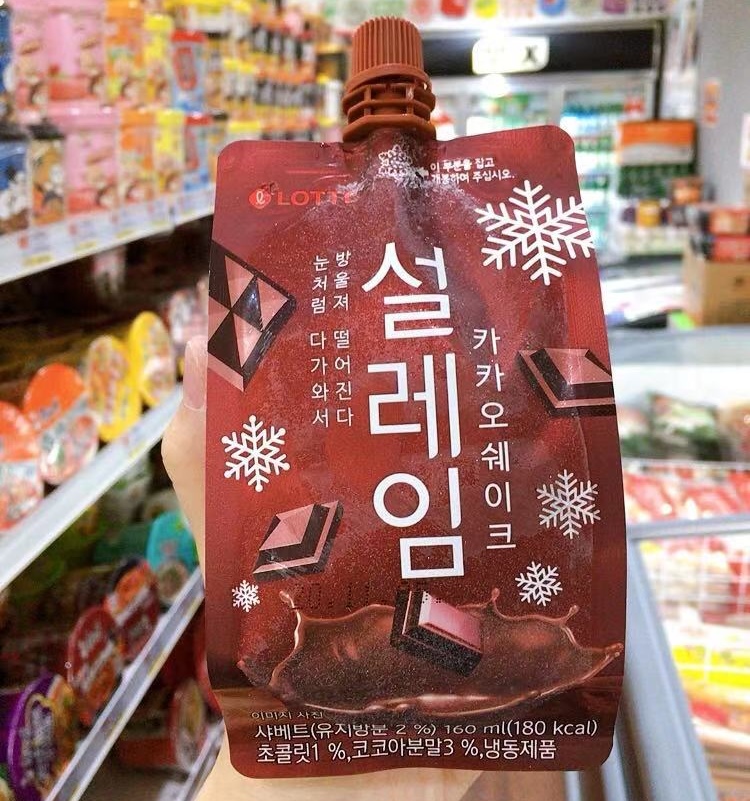 이 부분을 잡고
개봉하여 주십시오.
LOTTE
설레임
카카오쉐이크
방울져 떨어진다
눈처럼 다가와서
이미지 사진
샤베트(유지방분 2 %) 160 ml(180 kcal)
초콜릿1 %,코코아분말3 %,냉동제품